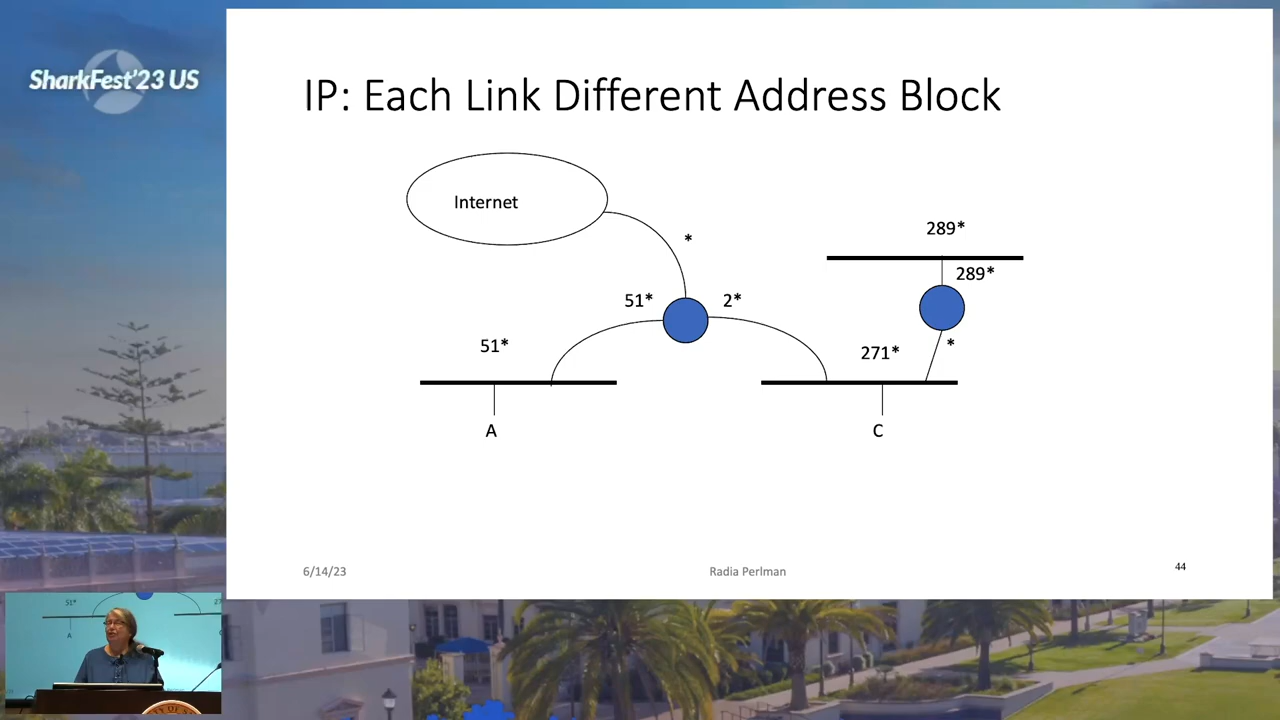 SharkFest'23 US
IP: Each Link Different Address Block
Internet
*
289*
289*
51*
2*
51*
271*
*
A
C
6/14/23
Radia Perlman
44
51*
A